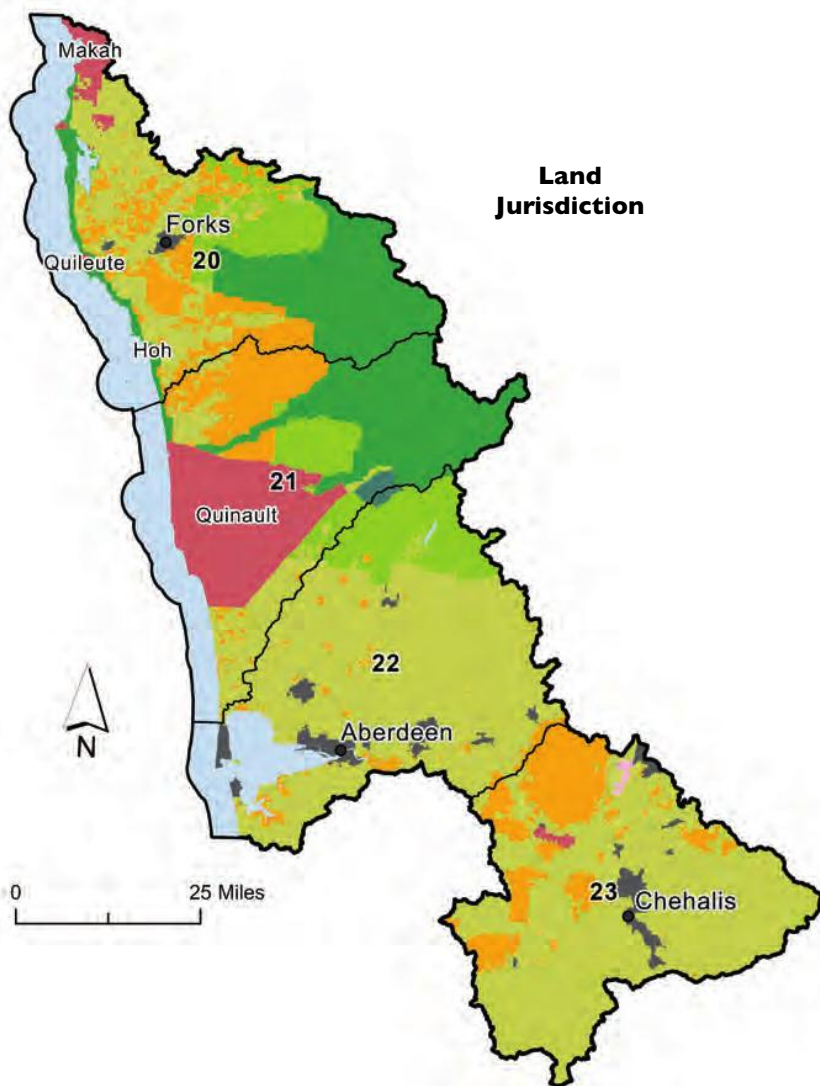 Makah
Land
Jurisdiction
Forks
20
Quileute
Hoh
21
Quinault
22
N
Aberdeen
0 25 Miles
23
Chehalis